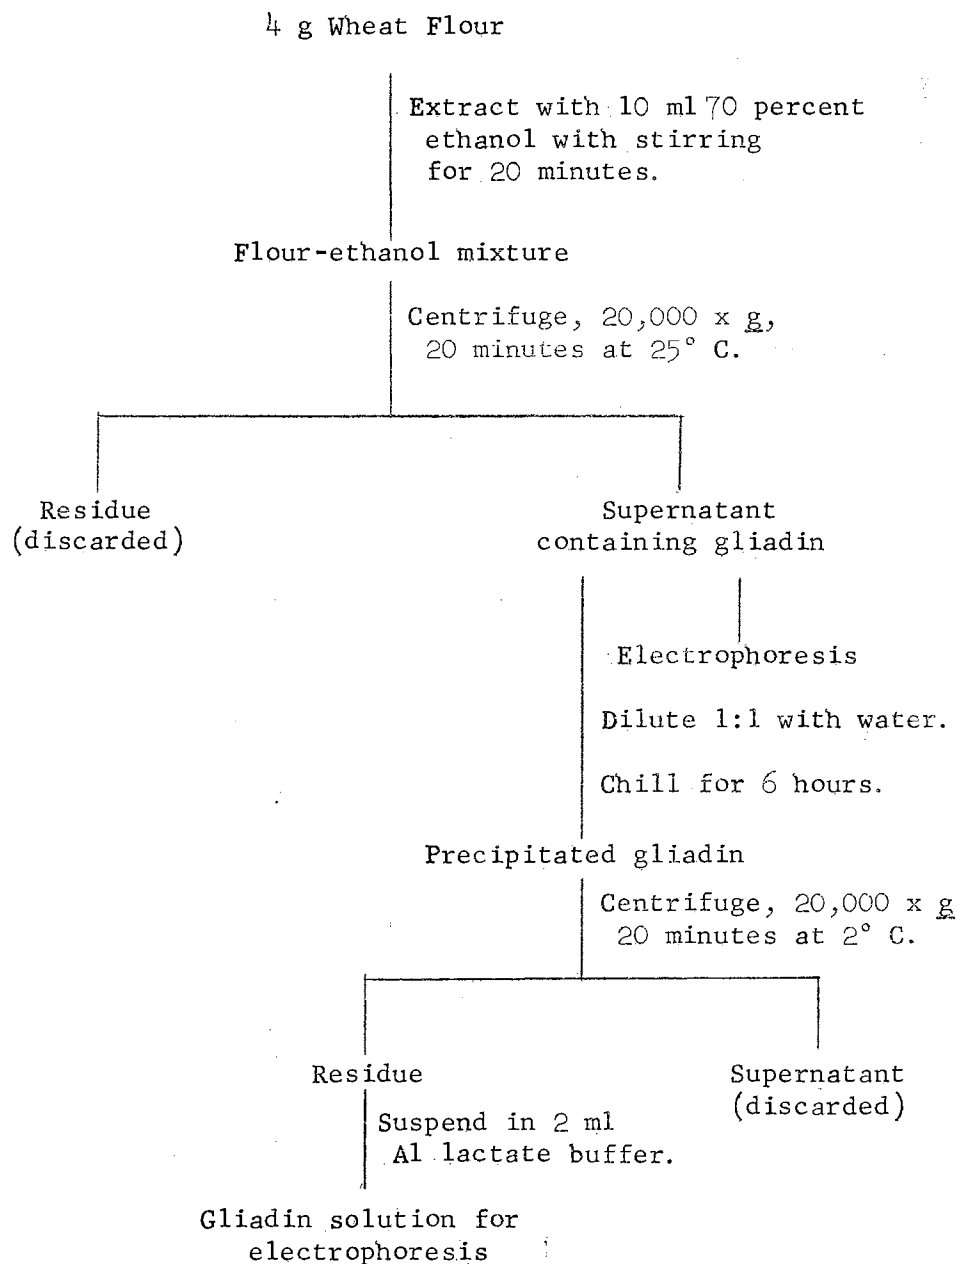 4 g Wheat Flour
Extract with 10 ml 70 percent
ethanol with stirring
for 20 minutes.
Flour-ethanol mixture
Centrifuge, 20,000 x g,
20 minutes at 25° C.
Residue
(discarded)
Supernatant
containing gliadin
Electrophoresis
Dilute 1:1 with water.
Chill for 6 hours.
Precipitated gliadin
Centrifuge, 20,000 x g
20 minutes at 2° C.
Residue
Supernatant
(discarded)
Suspend in 2 ml
Al lactate buffer.
Gliadin solution for
electrophoresis